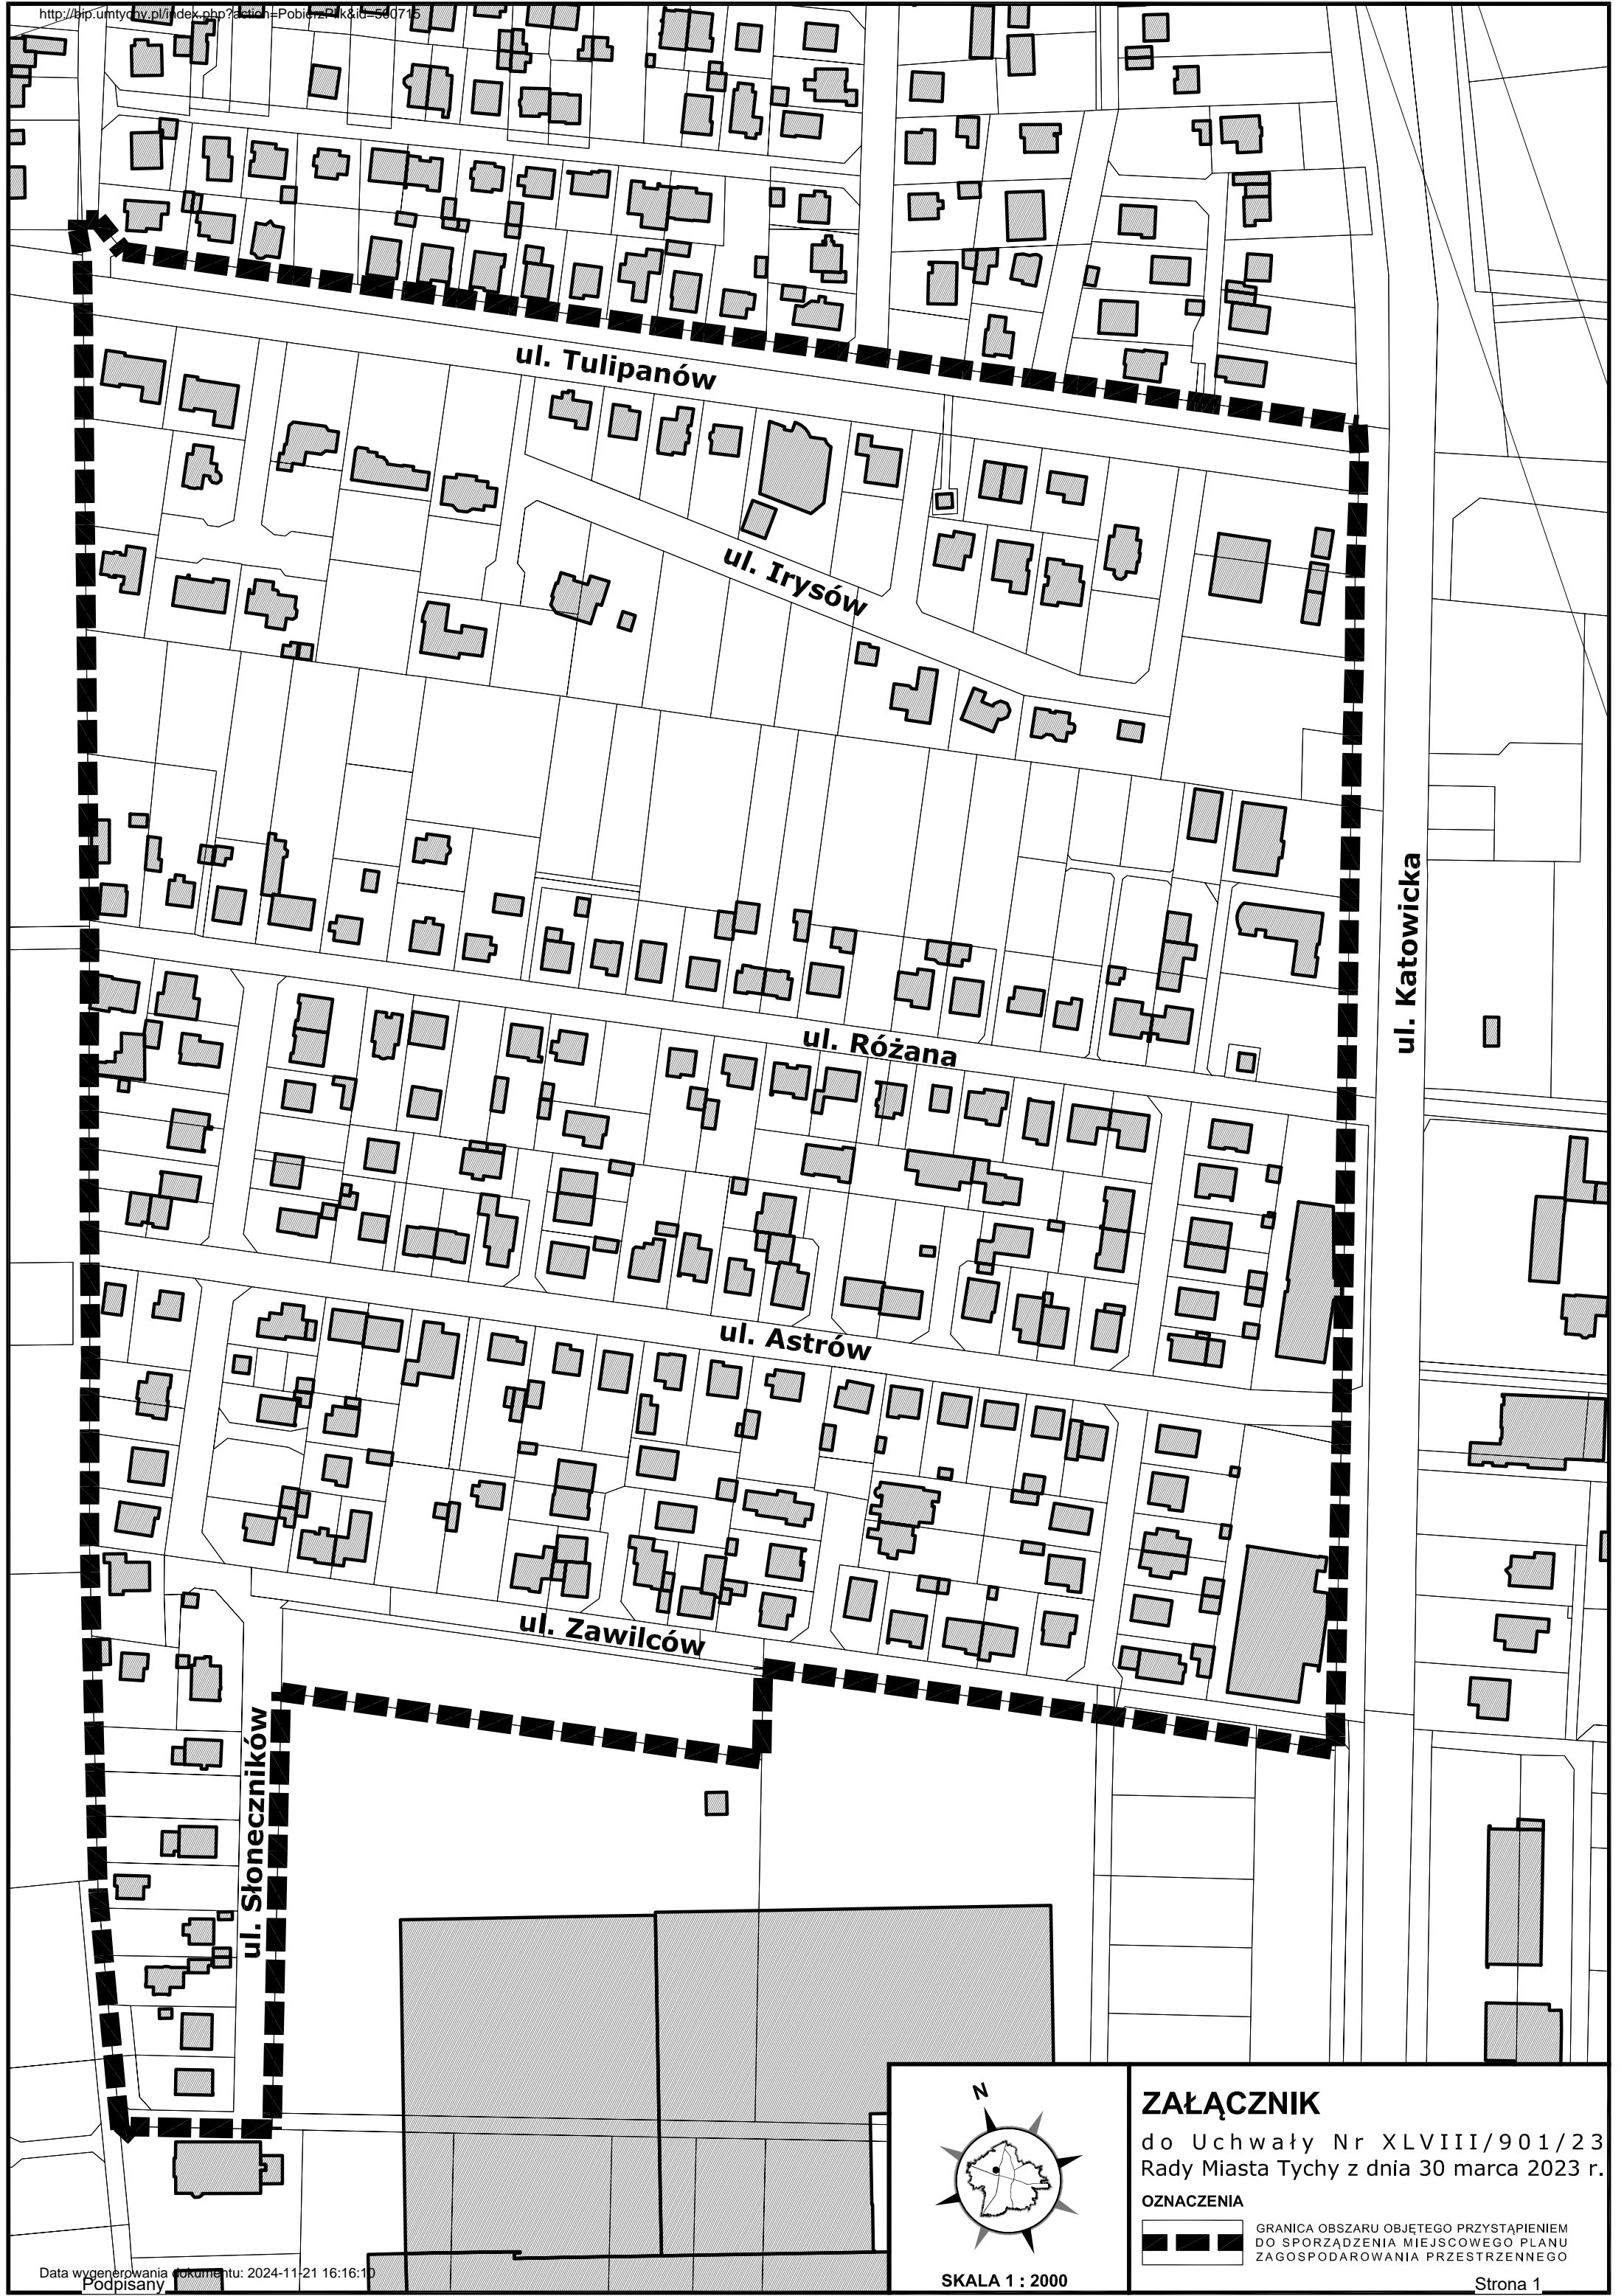 http://bip.umtychy.pl/index.php?action=PobierzPlik&id=500715
ul. Tulipanów
ul. Irysów
ul. Katowicka
ul. Różana
ul. Astrów
ul. Zawilców
ul. Słoneczników
N
SKALA 1 : 2000
ZAŁĄCZNIK
do Uchwały Nr XLVIII/901/23
Rady Miasta Tychy z dnia 30 marca 2023 r.
OZNACZENIA
GRANICA OBSZARU OBJĘTEGO PRZYSTĄPIENIEM
DO SPORZĄDZENIA MIEJSCOWEGO PLANU
ZAGOSPODAROWANIA PRZESTRZENNEGO
Data wygenerowania dokumentu: 2024-11-21 16:16:10
Podpisany
Strona 1